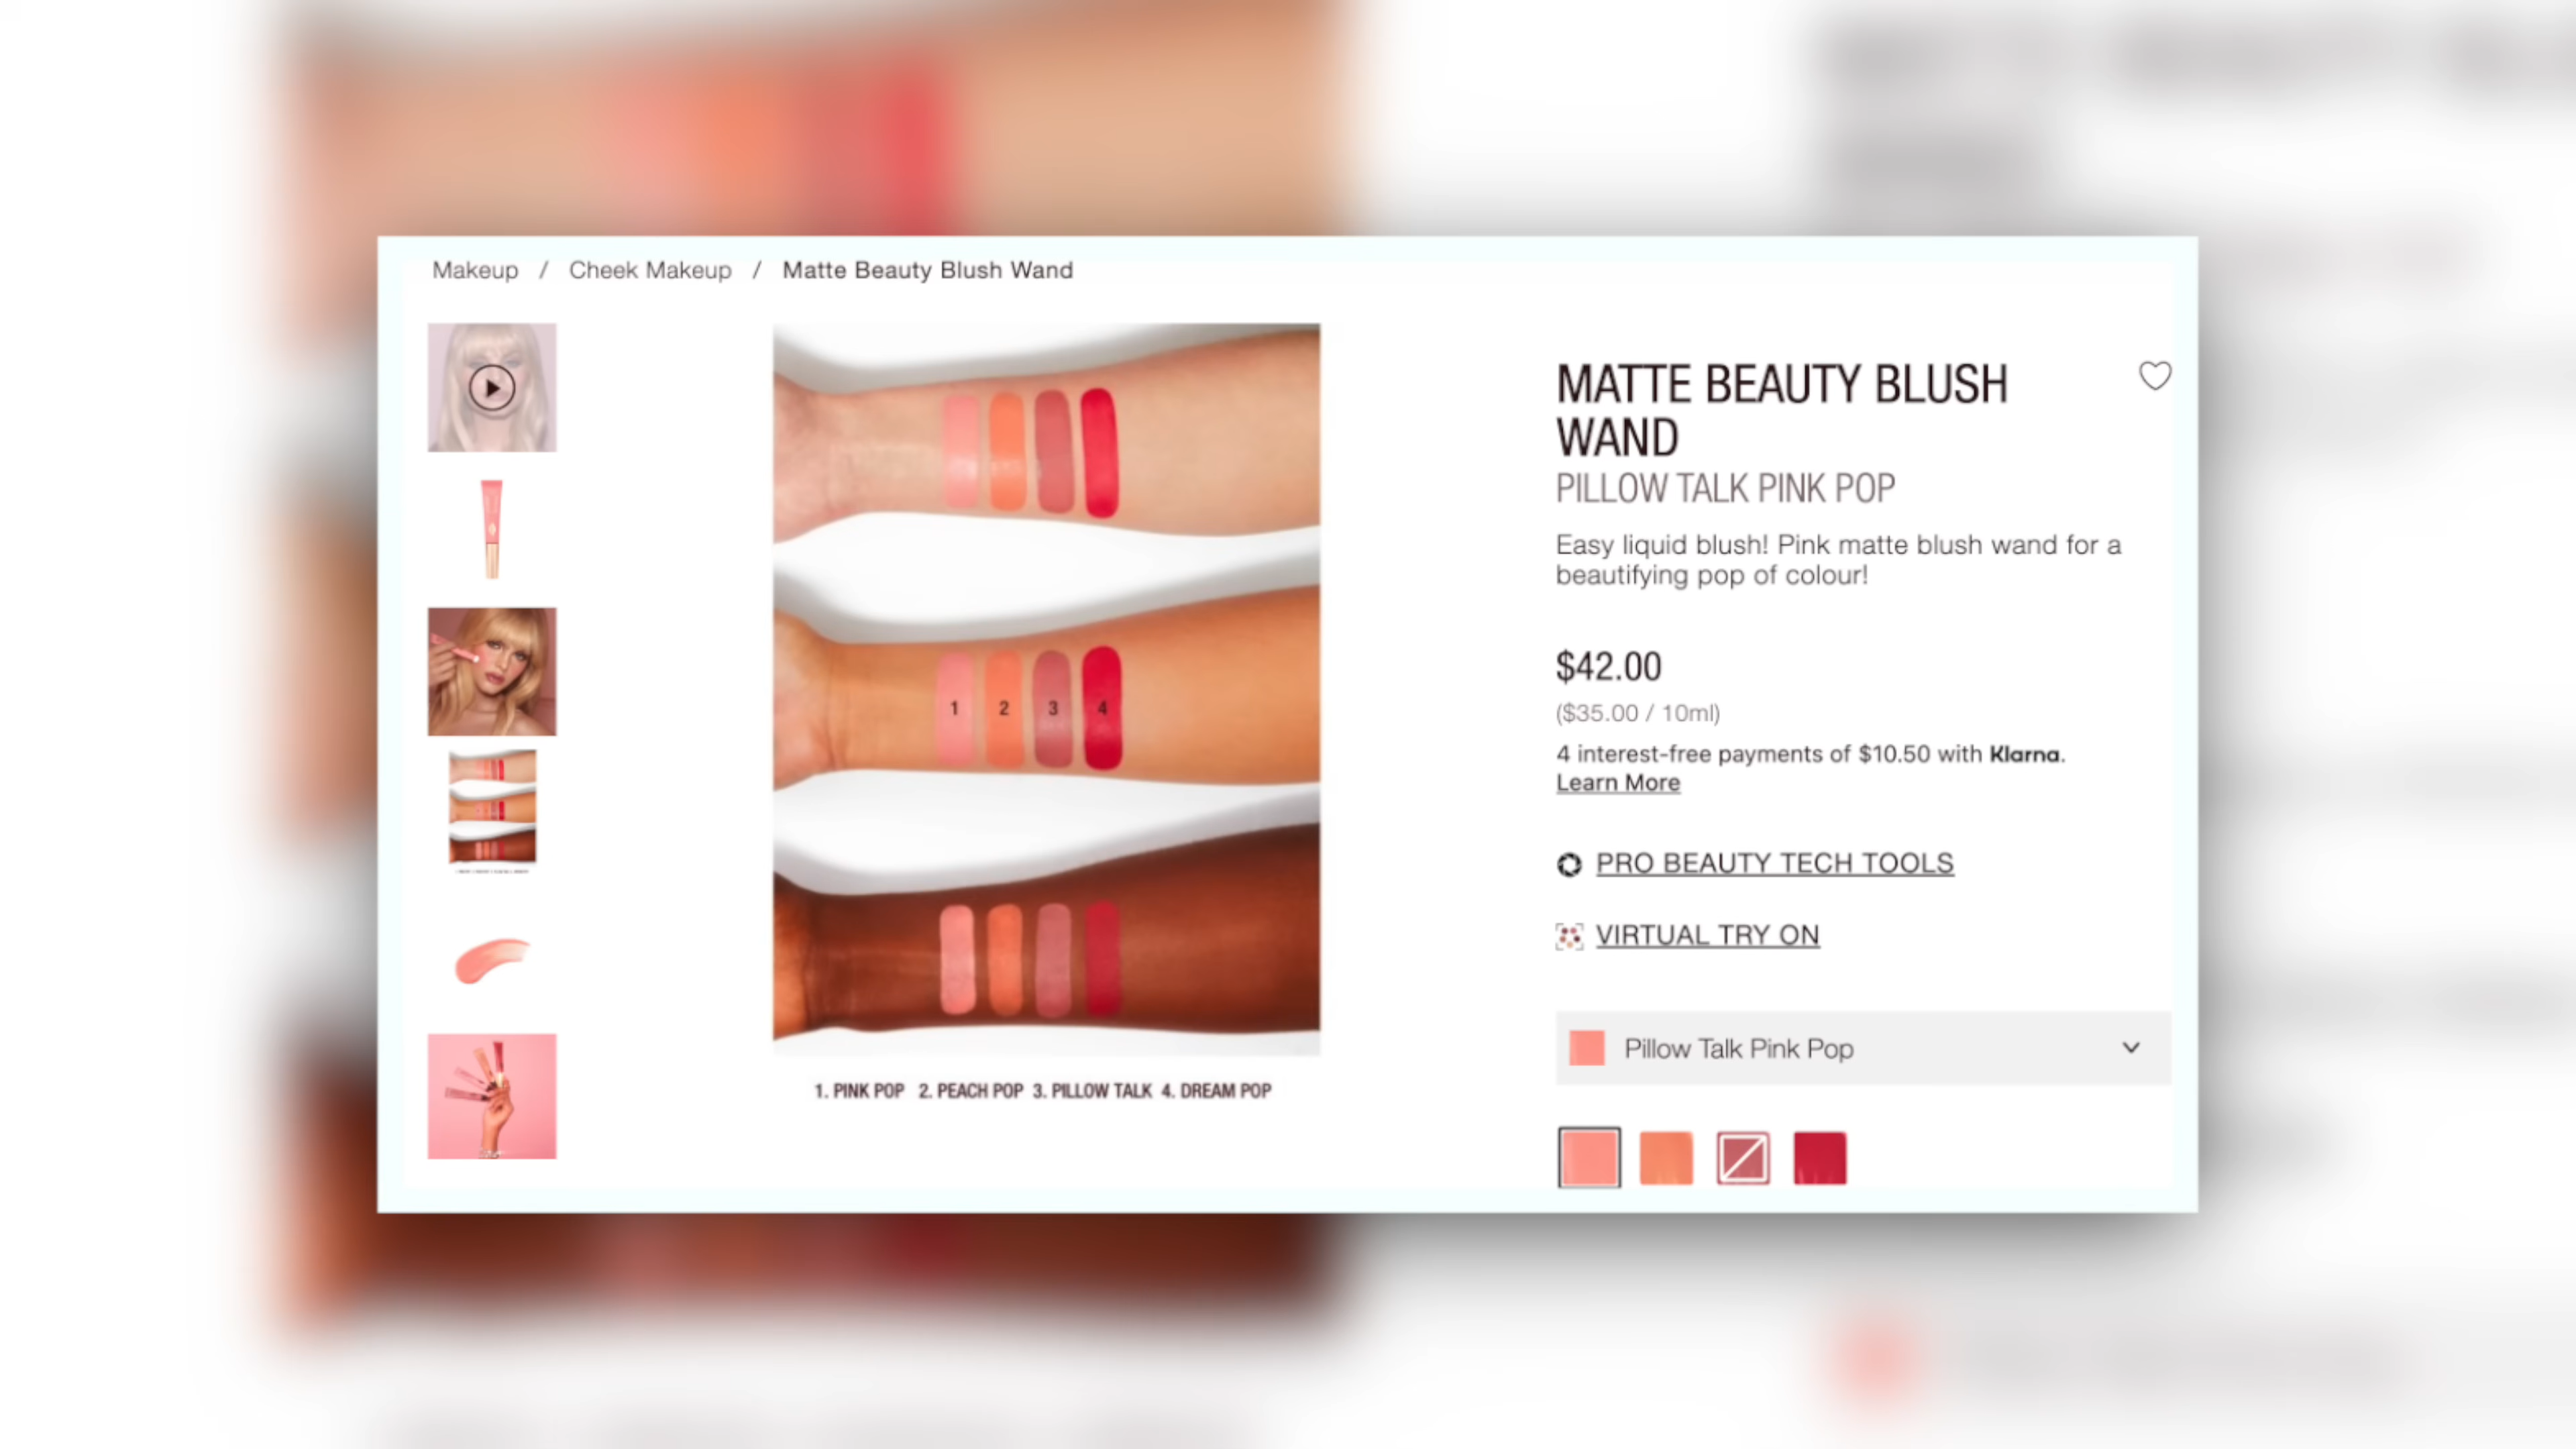 Makeup / Cheek Makeup / Matte Beauty Blush Wand
MATTE BEAUTY BLUSH
WAND
PILLOW TALK PINK POP
Easy liquid blush! Pink matte blush wand for a
beautifying pop of colour!
$42.00
($35.00 / 10ml)
4 interest-free payments of $10.50 with Klarna.
Learn More
PRO BEAUTY TECH TOOLS
VIRTUAL TRY ON
Pillow Talk Pink Pop
1 2 3 4
1. PINK POP 2. PEACH POP 3. PILLOW TALK 4. DREAM POP